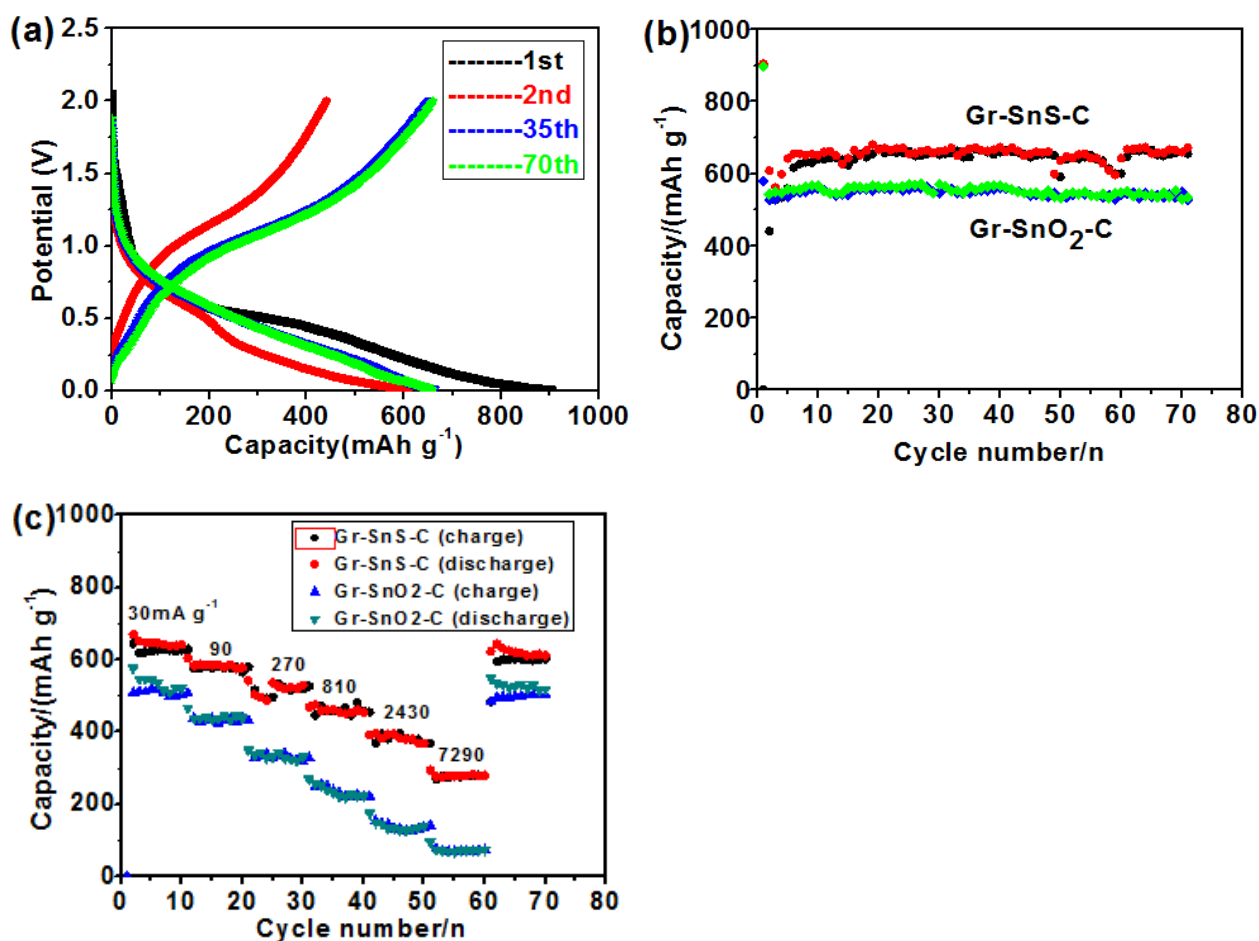 (a)
2.5
2.0
1.5
1.0
0.5
0.0
Potential (V)
1st
2nd
35th
70th
0 200 400 600 800 1000
Capacity(mAh g⁻¹)
(b)
1000
800
600
400
200
0
Capacity/(mAh g⁻¹)
Gr-SnS-C
Gr-SnO₂-C
0 10 20 30 40 50 60 70 80
Cycle number/n
(c)
1000
800
600
400
200
0
Capacity/(mAh g⁻¹)
Gr-SnS-C (charge)
Gr-SnS-C (discharge)
Gr-SnO2-C (charge)
Gr-SnO2-C (discharge)
30mA g⁻¹
90
270
810
2430
7290
0 10 20 30 40 50 60 70 80
Cycle number/n